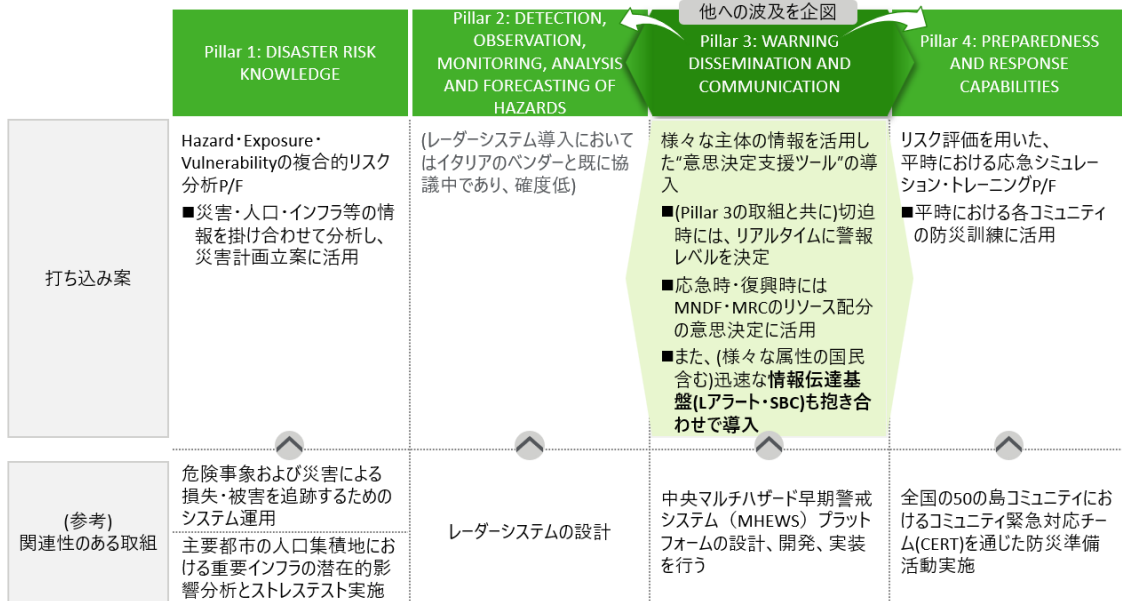 他への波及を企図
Pillar 1: DISASTER RISK
KNOWLEDGE
Pillar 2: DETECTION,
OBSERVATION,
MONITORING, ANALYSIS
AND FORECASTING OF
HAZARDS
Pillar 3: WARNING
DISSEMINATION AND
COMMUNICATION
Pillar 4: PREPAREDNESS
AND RESPONSE
CAPABILITIES
打ち込み案
Hazard・Exposure・
Vulnerabilityの複合的リスク
分析P/F
■災害・人口・インフラ等の情
報を掛け合わせて分析し、
災害計画立案に活用
(レーダーシステム導入において
はイタリアのベンダーと既に協
議中であり、確度低)
様々な主体の情報を活用し
た“意思決定支援ツール”の導
入
■(Pillar 3の取組と共に)切迫
時には、リアルタイムに警報
レベルを決定
■応急時・復興時には
MNDF・MRCのリソース配分
の意思決定に活用
■また、(様々な属性の国民
含む)迅速な情報伝達基
盤(Lアラート・SBC)も抱き合
わせで導入
リスク評価を用いた、
平時における応急シミュレー
ション・トレーニングP/F
■平時における各コミュニティ
の防災訓練に活用
(参考)
関連性のある取組
危険事象および災害による
損失・被害を追跡するための
システム運用
主要都市の人口集積地にお
ける重要インフラの潜在的影
響分析とストレステスト実施
レーダーシステムの設計
中央マルチハザード早期警戒
システム（MHEWS）プラット
フォームの設計、開発、実装
を行う
全国の50の島コミュニティにお
けるコミュニティ緊急対応チー
ム(CERT)を通じた防災準備
活動実施